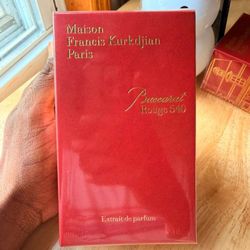 Maison
Francis Kurkdjian
Paris
Baccarat
Rouge 540
Extrait de parfum